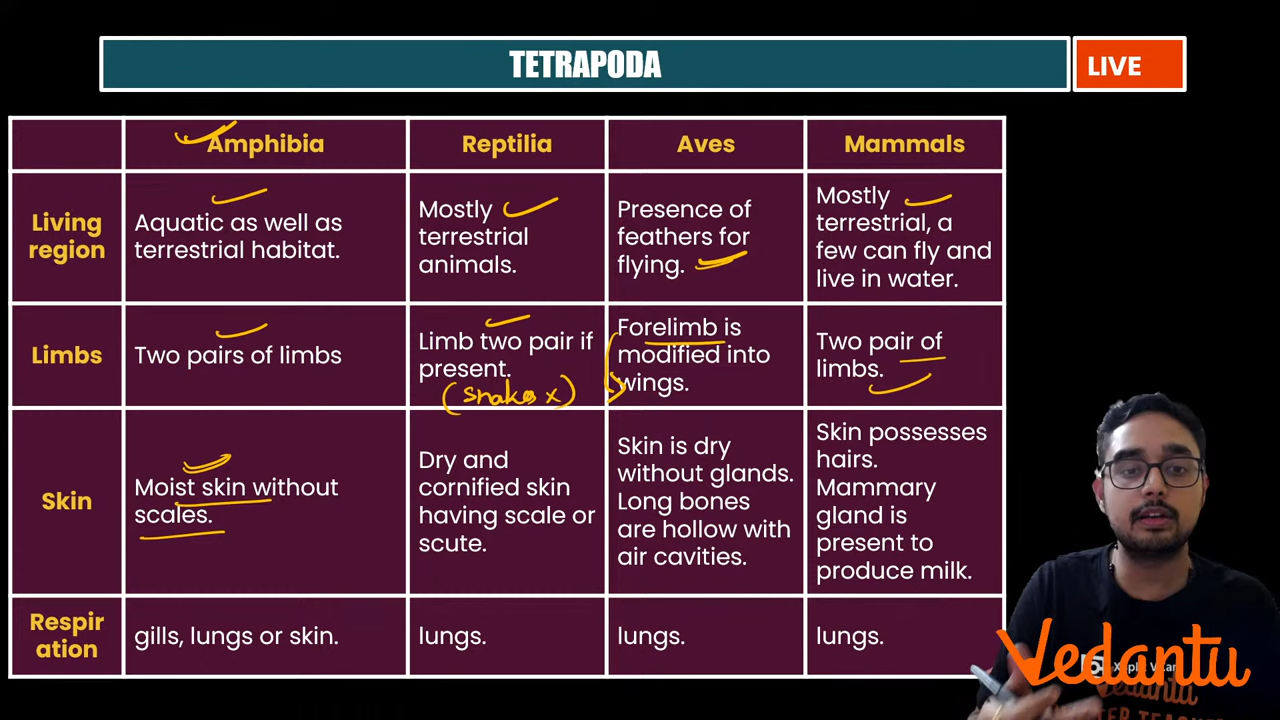 TETRAPODA
LIVE
Amphibia
Reptilia
Aves
Mammals
Living
region
Aquatic as well as
terrestrial habitat.
Mostly
terrestrial
animals.
Presence of
feathers for
flying.
Mostly
terrestrial, a
few can fly and
live in water.
Limbs
Two pairs of limbs
Limb two pair if
present.
(snakes x)
Forelimb is
modified into
wings.
Two pair of
limbs.
Skin
Moist skin without
scales.
Dry and
cornified skin
having scale or
scute.
Skin is dry
without glands.
Long bones
are hollow with
air cavities.
Skin possesses
hairs.
Mammary
gland is
present to
produce milk.
Respir
ation
gills, lungs or skin.
lungs.
lungs.
lungs.
Vedantu
Vedantu